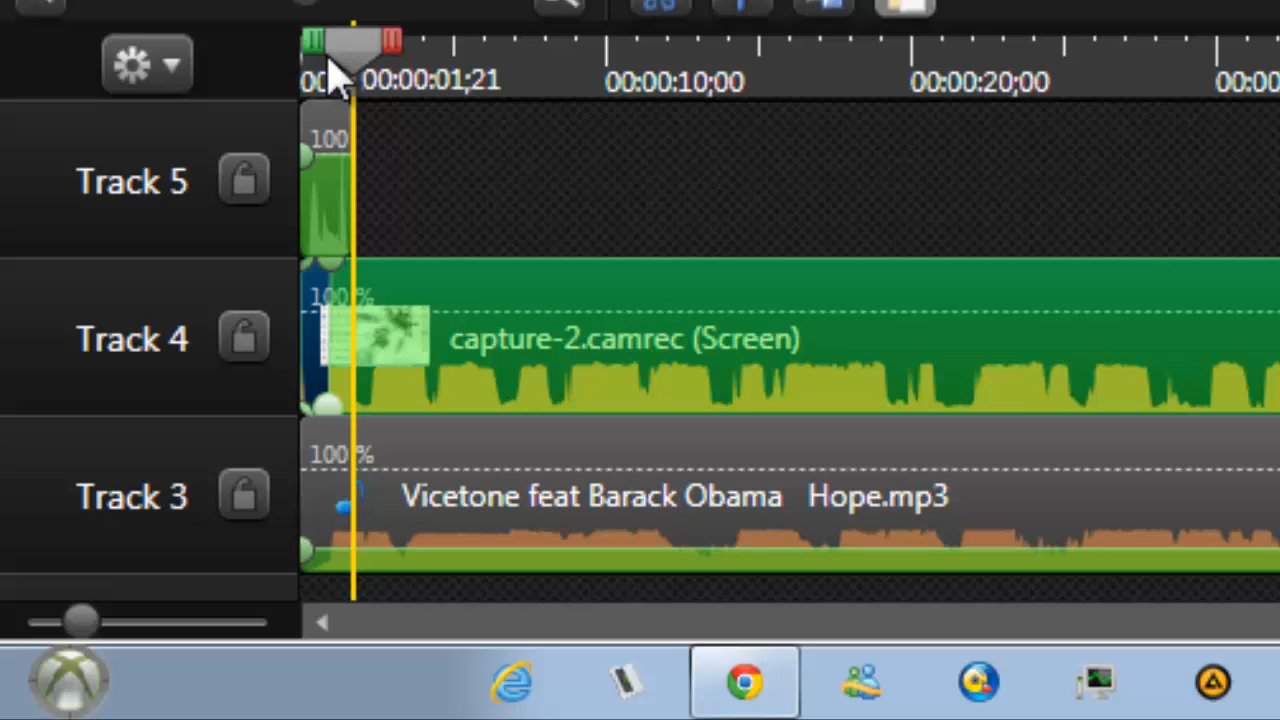 00:00:01;21
00:00:10;00
00:00:20;00
Track 5
100
Track 4
100 %
capture-2.camrec (Screen)
Track 3
100 %
Vicetone feat Barack Obama Hope.mp3